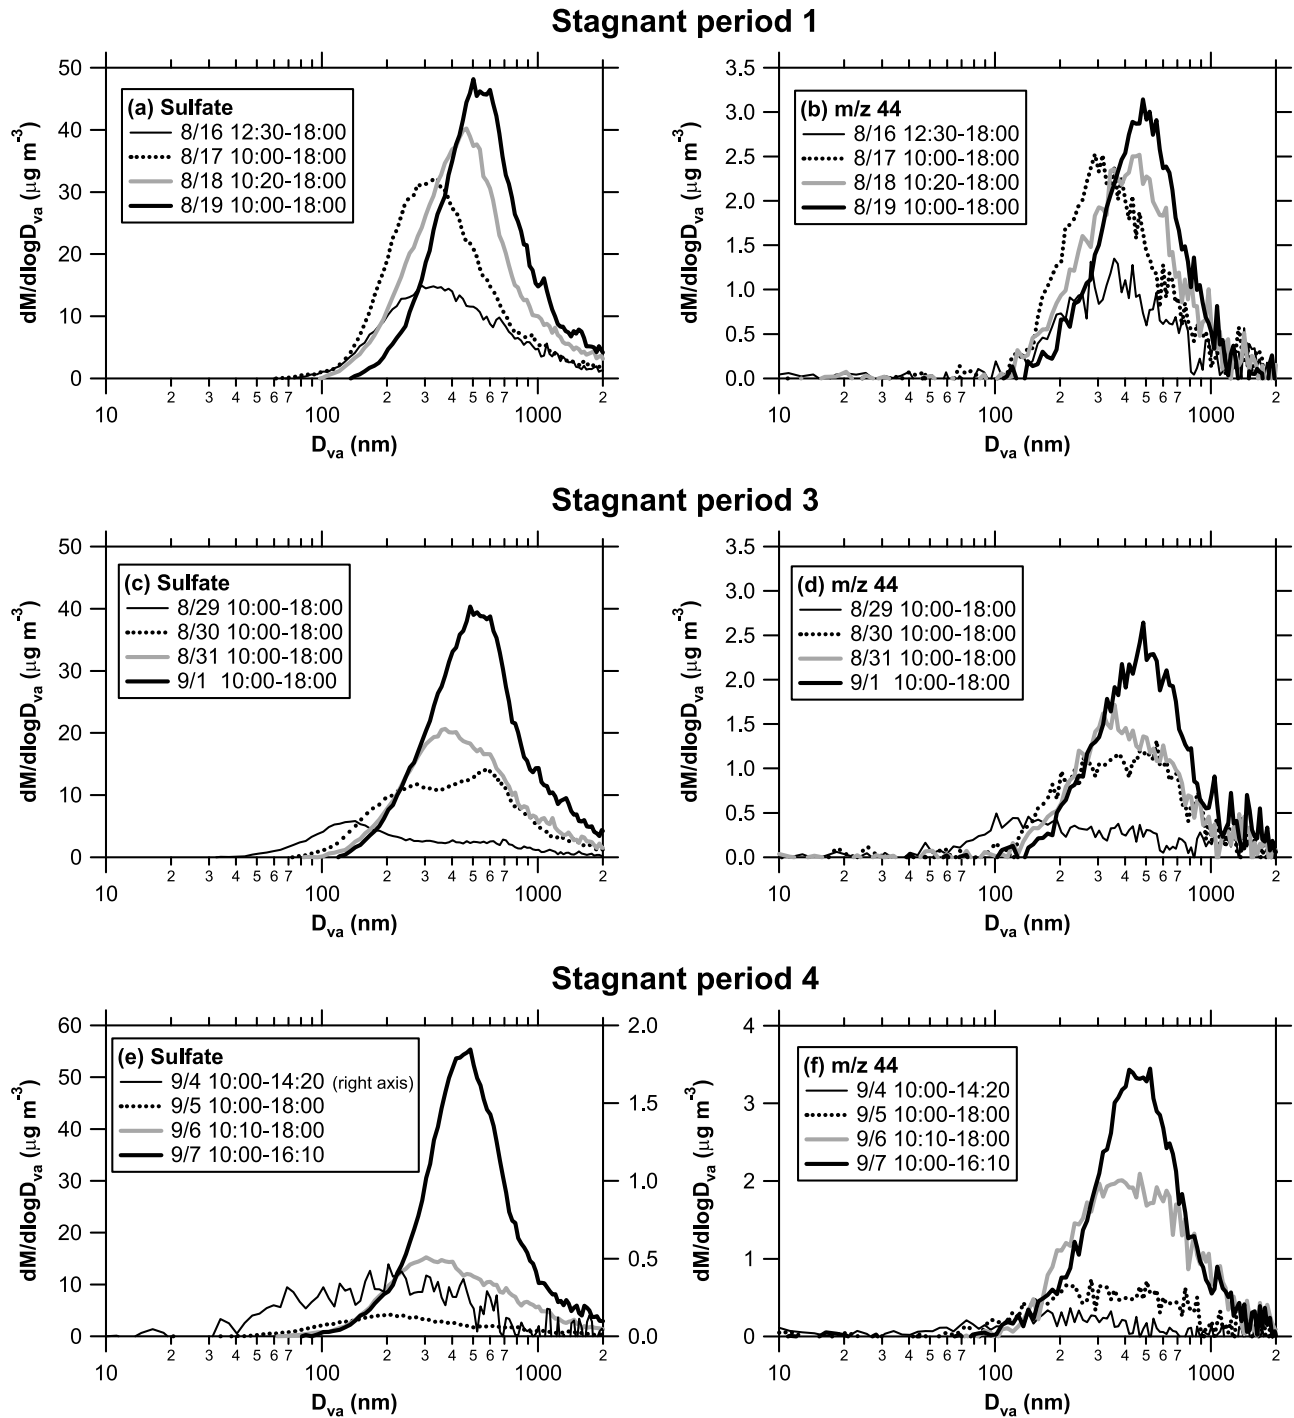 Stagnant period 1
50
40
30
20
10
0
dM/dlogD_va (μg m⁻³)
(a) Sulfate
8/16 12:30-18:00
8/17 10:00-18:00
8/18 10:20-18:00
8/19 10:00-18:00
2 3 4 5 6 7 2 3 4 5 6 7 2
10 100 1000
D_va (nm)
3.5
3.0
2.5
2.0
1.5
1.0
0.5
0.0
dM/dlogD_va (μg m⁻³)
(b) m/z 44
8/16 12:30-18:00
8/17 10:00-18:00
8/18 10:20-18:00
8/19 10:00-18:00
2 3 4 5 6 7 2 3 4 5 6 7 2
10 100 1000
D_va (nm)
Stagnant period 3
50
40
30
20
10
0
dM/dlogD_va (μg m⁻³)
(c) Sulfate
8/29 10:00-18:00
8/30 10:00-18:00
8/31 10:00-18:00
9/1 10:00-18:00
2 3 4 5 6 7 2 3 4 5 6 7 2
10 100 1000
D_va (nm)
3.5
3.0
2.5
2.0
1.5
1.0
0.5
0.0
dM/dlogD_va (μg m⁻³)
(d) m/z 44
8/29 10:00-18:00
8/30 10:00-18:00
8/31 10:00-18:00
9/1 10:00-18:00
2 3 4 5 6 7 2 3 4 5 6 7 2
10 100 1000
D_va (nm)
Stagnant period 4
60
50
40
30
20
10
0
dM/dlogD_va (μg m⁻³)
(e) Sulfate
9/4 10:00-14:20 (right axis)
9/5 10:00-18:00
9/6 10:10-18:00
9/7 10:00-16:10
2.0
1.5
1.0
0.5
0.0
2 3 4 5 6 7 2 3 4 5 6 7 2
10 100 1000
D_va (nm)
4
3
2
1
0
dM/dlogD_va (μg m⁻³)
(f) m/z 44
9/4 10:00-14:20
9/5 10:00-18:00
9/6 10:10-18:00
9/7 10:00-16:10
2 3 4 5 6 7 2 3 4 5 6 7 2
10 100 1000
D_va (nm)